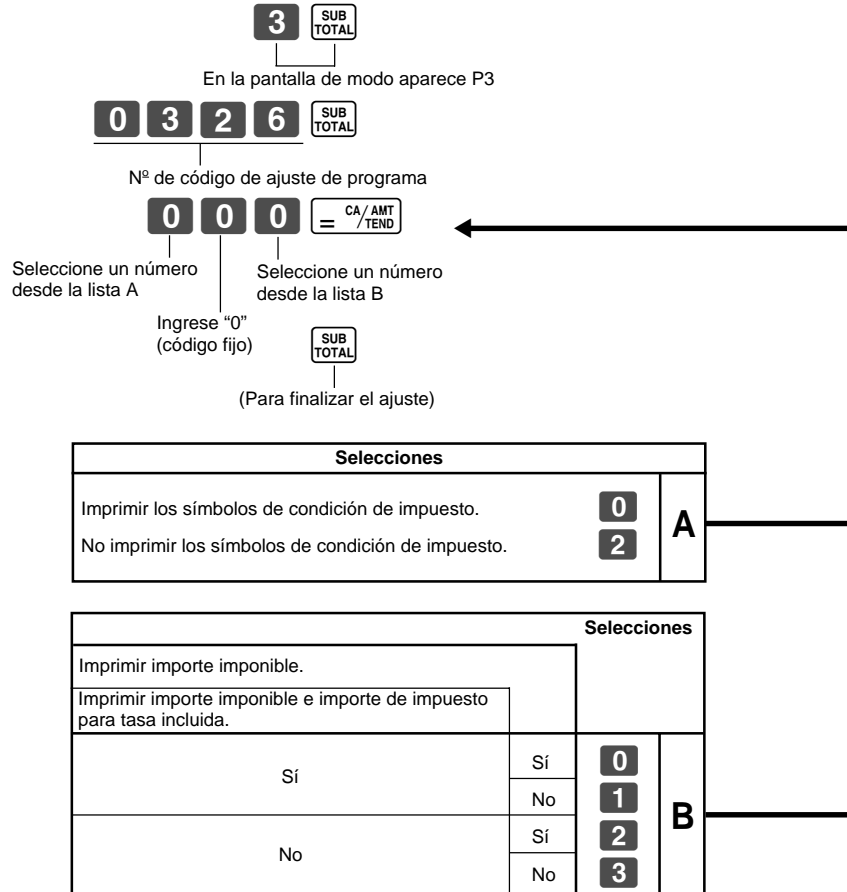 3 SUB TOTAL
En la pantalla de modo aparece P3
0 3 2 6 SUB TOTAL
Nº de código de ajuste de programa
0 0 0 = CA/AMT TEND
Seleccione un número
desde la lista A
Seleccione un número
desde la lista B
Ingrese “0”
(código fijo)
SUB TOTAL
(Para finalizar el ajuste)
Selecciones
Imprimir los símbolos de condición de impuesto. 0
No imprimir los símbolos de condición de impuesto. 2
A
Selecciones
Imprimir importe imponible.
Imprimir importe imponible e importe de impuesto
para tasa incluida.
Sí
Sí 0
No 1
No
Sí 2
No 3
B